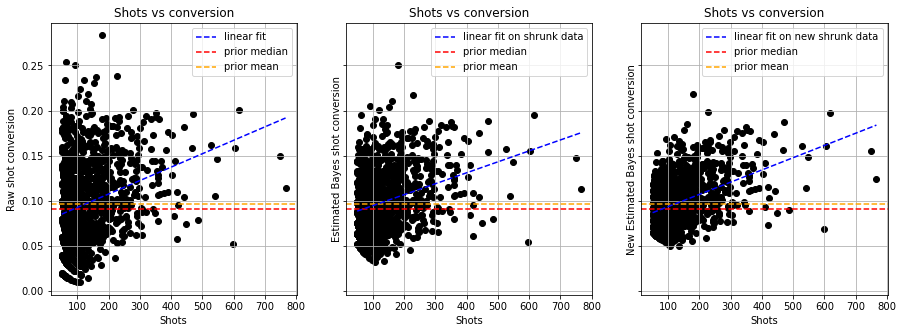 Shots vs conversion
Raw shot conversion
0.25
0.20
0.15
0.10
0.05
0.00
linear fit
prior median
prior mean
100 200 300 400 500 600 700 800
Shots
Shots vs conversion
Estimated Bayes shot conversion
linear fit on shrunk data
prior median
prior mean
100 200 300 400 500 600 700 800
Shots
Shots vs conversion
New Estimated Bayes shot conversion
linear fit on new shrunk data
prior median
prior mean
100 200 300 400 500 600 700 800
Shots